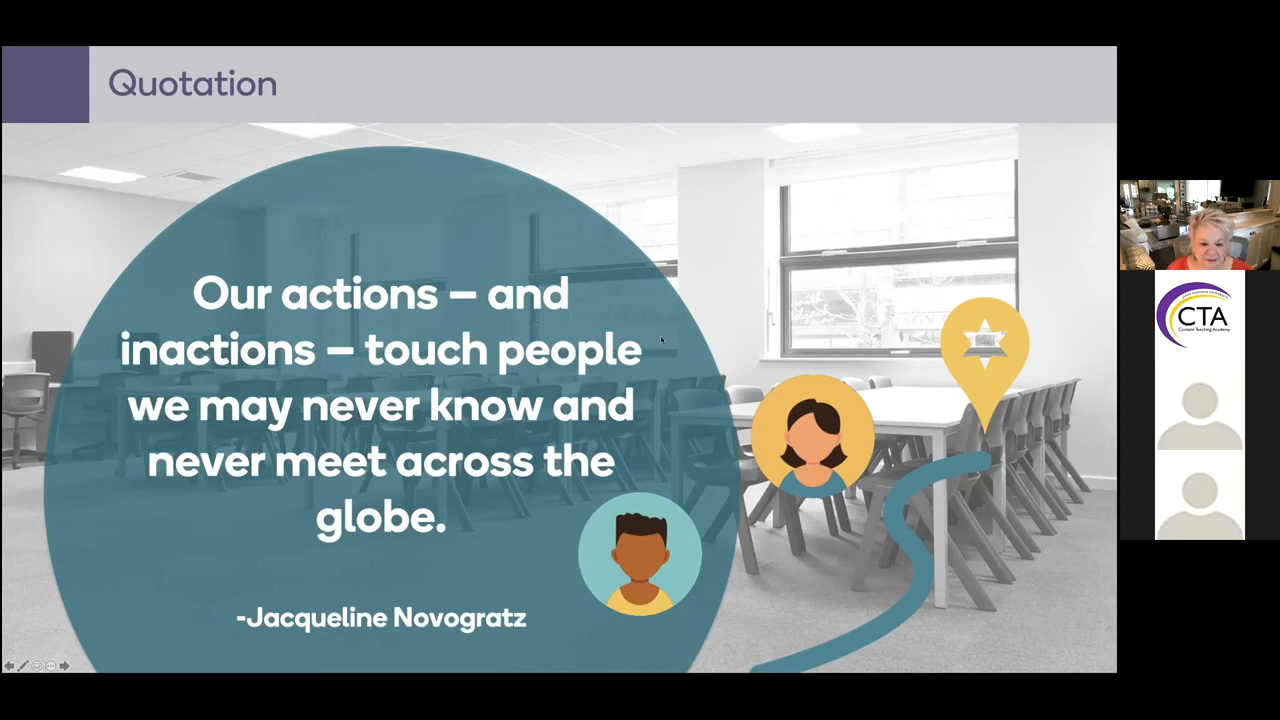 Quotation
Our actions – and
inactions – touch people
we may never know and
never meet across the
globe.
-Jacqueline Novogratz
CTA
Content Teaching Academy